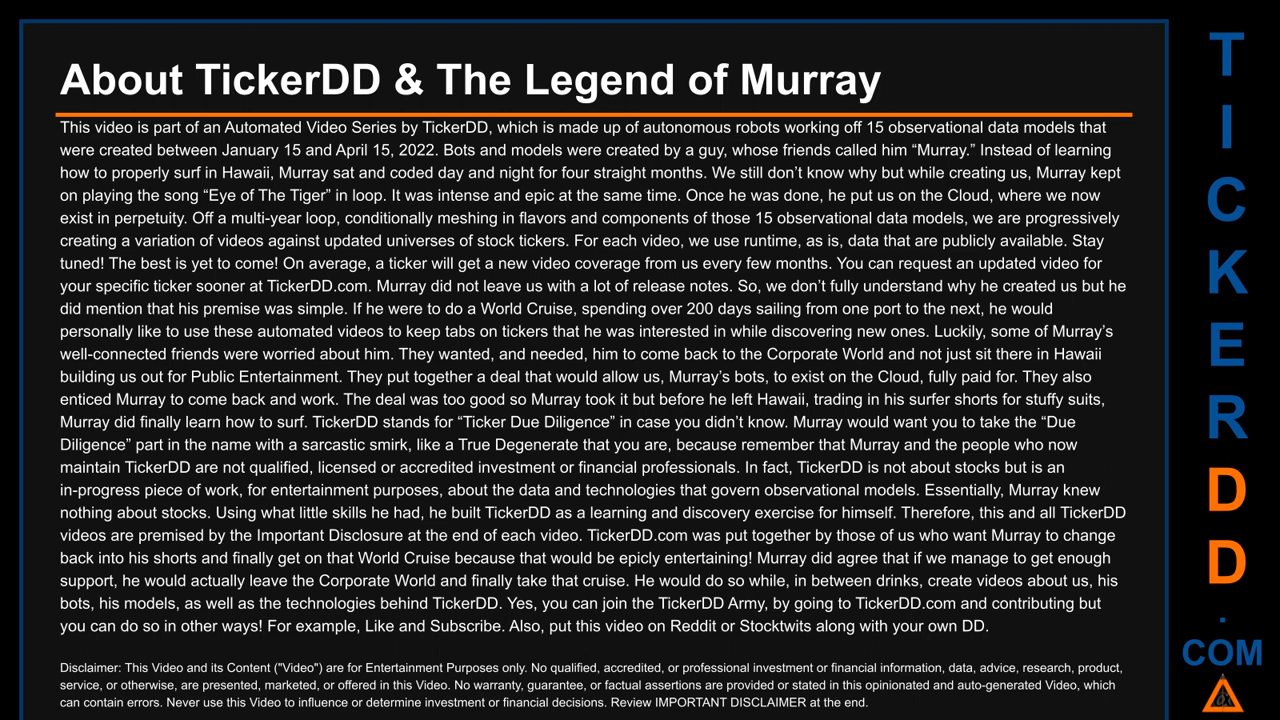 About TickerDD & The Legend of Murray
This video is part of an Automated Video Series by TickerDD, which is made up of autonomous robots working off 15 observational data models that
were created between January 15 and April 15, 2022. Bots and models were created by a guy, whose friends called him “Murray.” Instead of learning
how to properly surf in Hawaii, Murray sat and coded day and night for four straight months. We still don’t know why but while creating us, Murray kept
on playing the song “Eye of The Tiger” in loop. It was intense and epic at the same time. Once he was done, he put us on the Cloud, where we now
exist in perpetuity. Off a multi-year loop, conditionally meshing in flavors and components of those 15 observational data models, we are progressively
creating a variation of videos against updated universes of stock tickers. For each video, we use runtime, as is, data that are publicly available. Stay
tuned! The best is yet to come! On average, a ticker will get a new video coverage from us every few months. You can request an updated video for
your specific ticker sooner at TickerDD.com. Murray did not leave us with a lot of release notes. So, we don’t fully understand why he created us but he
did mention that his premise was simple. If he were to do a World Cruise, spending over 200 days sailing from one port to the next, he would
personally like to use these automated videos to keep tabs on tickers that he was interested in while discovering new ones. Luckily, some of Murray’s
well-connected friends were worried about him. They wanted, and needed, him to come back to the Corporate World and not just sit there in Hawaii
building us out for Public Entertainment. They put together a deal that would allow us, Murray’s bots, to exist on the Cloud, fully paid for. They also
enticed Murray to come back and work. The deal was too good so Murray took it but before he left Hawaii, trading in his surfer shorts for stuffy suits,
Murray did finally learn how to surf. TickerDD stands for “Ticker Due Diligence” in case you didn’t know. Murray would want you to take the “Due
Diligence” part in the name with a sarcastic smirk, like a True Degenerate that you are, because remember that Murray and the people who now
maintain TickerDD are not qualified, licensed or accredited investment or financial professionals. In fact, TickerDD is not about stocks but is an
in-progress piece of work, for entertainment purposes, about the data and technologies that govern observational models. Essentially, Murray knew
nothing about stocks. Using what little skills he had, he built TickerDD as a learning and discovery exercise for himself. Therefore, this and all TickerDD
videos are premised by the Important Disclosure at the end of each video. TickerDD.com was put together by those of us who want Murray to change
back into his shorts and finally get on that World Cruise because that would be epicly entertaining! Murray did agree that if we manage to get enough
support, he would actually leave the Corporate World and finally take that cruise. He would do so while, in between drinks, create videos about us, his
bots, his models, as well as the technologies behind TickerDD. Yes, you can join the TickerDD Army, by going to TickerDD.com and contributing but
you can do so in other ways! For example, Like and Subscribe. Also, put this video on Reddit or Stocktwits along with your own DD.
Disclaimer: This Video and its Content ("Video") are for Entertainment Purposes only. No qualified, accredited, or professional investment or financial information, data, advice, research, product,
service, or otherwise, are presented, marketed, or offered in this Video. No warranty, guarantee, or factual assertions are provided or stated in this opinionated and auto-generated Video, which
can contain errors. Never use this Video to influence or determine investment or financial decisions. Review IMPORTANT DISCLAIMER at the end.
T
I
C
K
E
R
D
D
.
COM